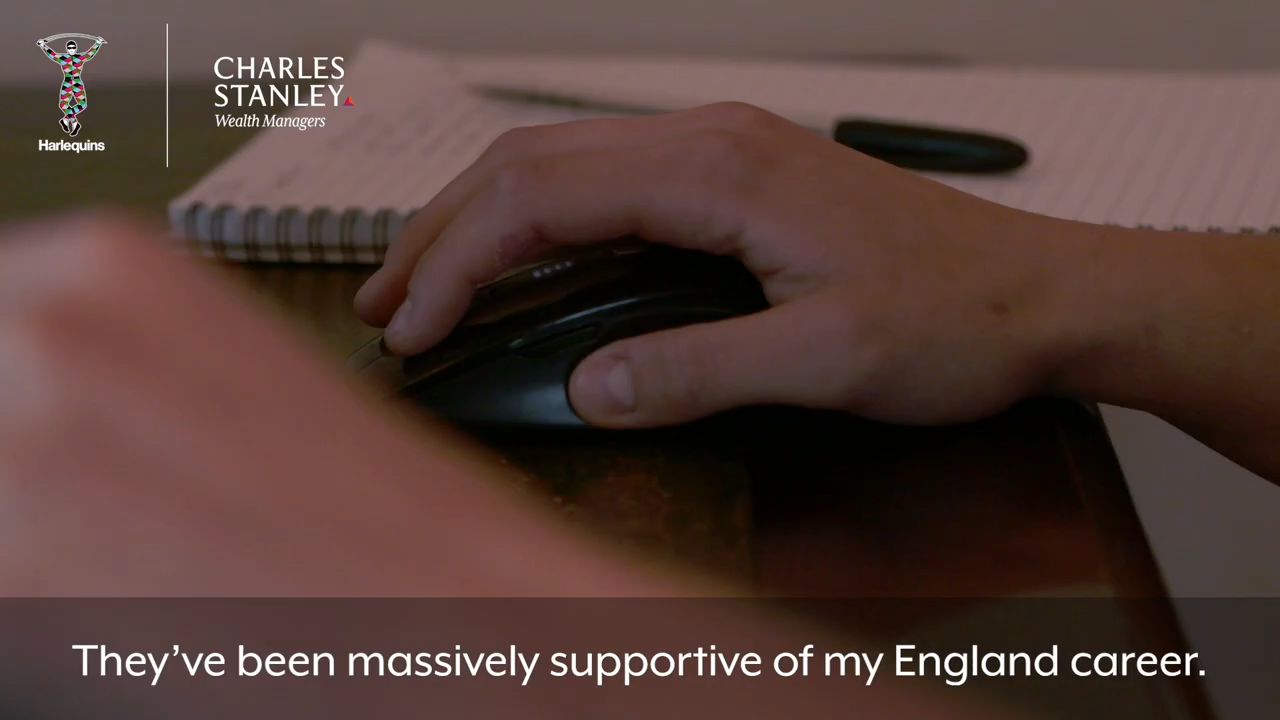 Harlequins
CHARLES
STANLEY
Wealth Managers
They've been massively supportive of my England career.